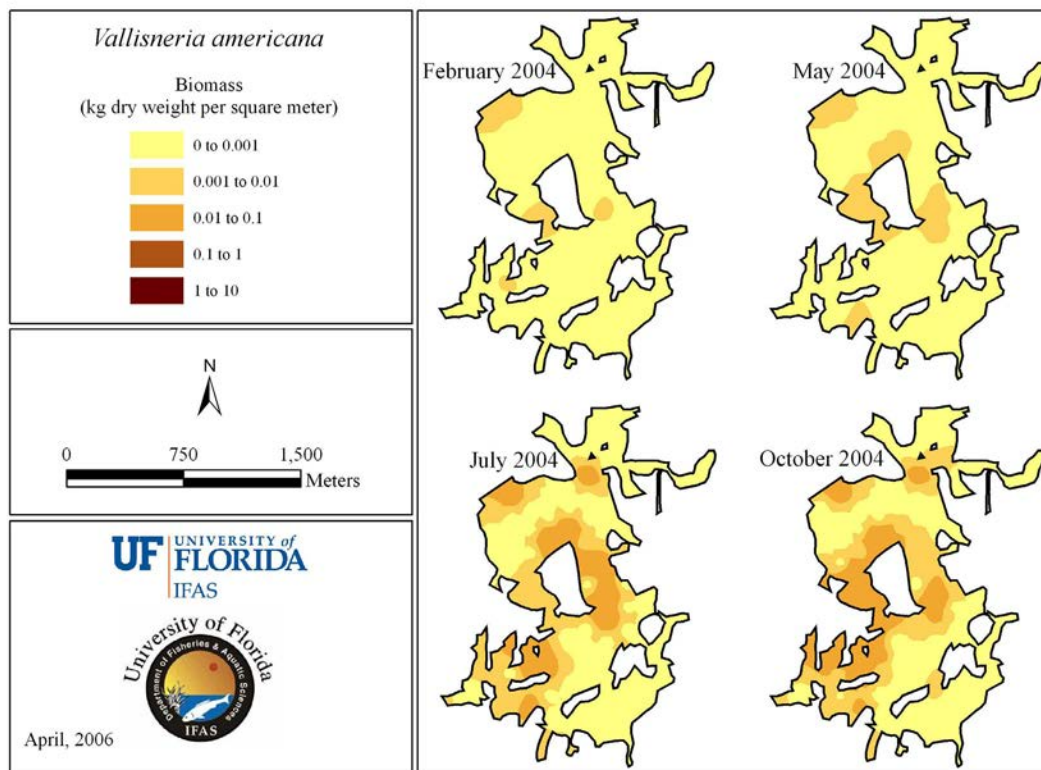 Vallisneria americana
Biomass
(kg dry weight per square meter)
0 to 0.001
0.001 to 0.01
0.01 to 0.1
0.1 to 1
1 to 10
N
0 750 1,500
Meters
UF UNIVERSITY of
FLORIDA
IFAS
University of Florida
Department of Fisheries & Aquatic Sciences
IFAS
April, 2006
February 2004
May 2004
July 2004
October 2004